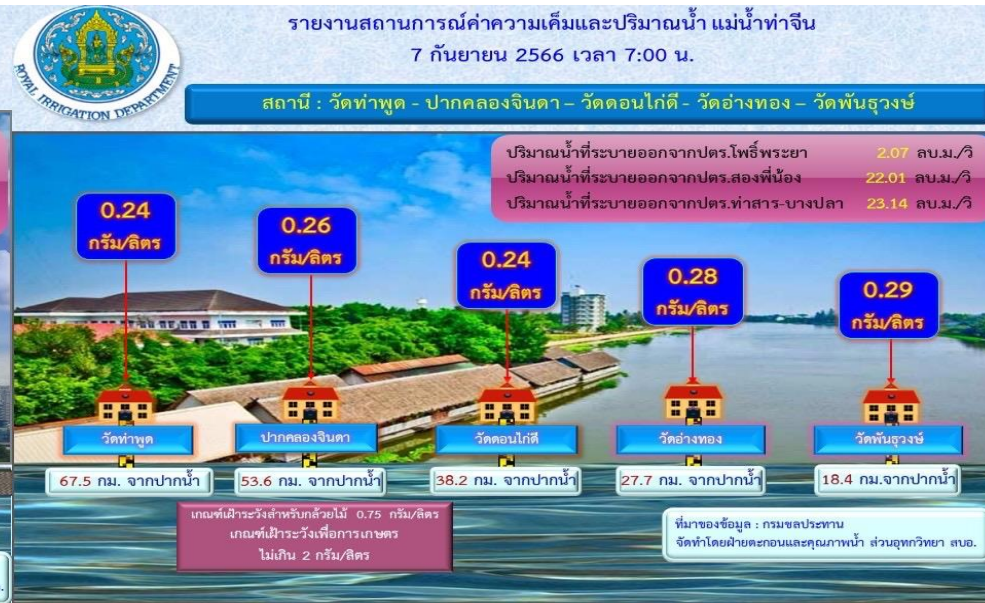 รายงานสถานการณ์ค่าความเค็มและปริมาณน้ำ แม่น้ำท่าจีน
7 กันยายน 2566 เวลา 7:00 น.
ROYAL IRRIGATION DEPARTMENT
สถานี : วัดท่าพูด - ปากคลองจินดา – วัดดอนไก่ดี - วัดอ่างทอง – วัดพันธุวงษ์
ปริมาณน้ำที่ระบายออกจากปตร.โพธิ์พระยา 2.07 ลบ.ม./วิ
ปริมาณน้ำที่ระบายออกจากปตร.สองพี่น้อง 22.01 ลบ.ม./วิ
ปริมาณน้ำที่ระบายออกจากปตร.ท่าสาร-บางปลา 23.14 ลบ.ม./วิ
0.24
กรัม/ลิตร
0.26
กรัม/ลิตร
0.24
กรัม/ลิตร
0.28
กรัม/ลิตร
0.29
กรัม/ลิตร
วัดท่าพูด
ปากคลองจินดา
วัดดอนไก่ดี
วัดอ่างทอง
วัดพันธุวงษ์
67.5 กม. จากปากน้ำ
53.6 กม. จากปากน้ำ
38.2 กม. จากปากน้ำ
27.7 กม. จากปากน้ำ
18.4 กม.จากปากน้ำ
เกณฑ์เฝ้าระวังสำหรับกล้วยไม้ 0.75 กรัม/ลิตร
เกณฑ์เฝ้าระวังเพื่อการเกษตร
ไม่เกิน 2 กรัม/ลิตร
ที่มาของข้อมูล : กรมชลประทาน
จัดทำโดยฝ่ายตะกอนและคุณภาพน้ำ ส่วนอุทกวิทยา สบอ.